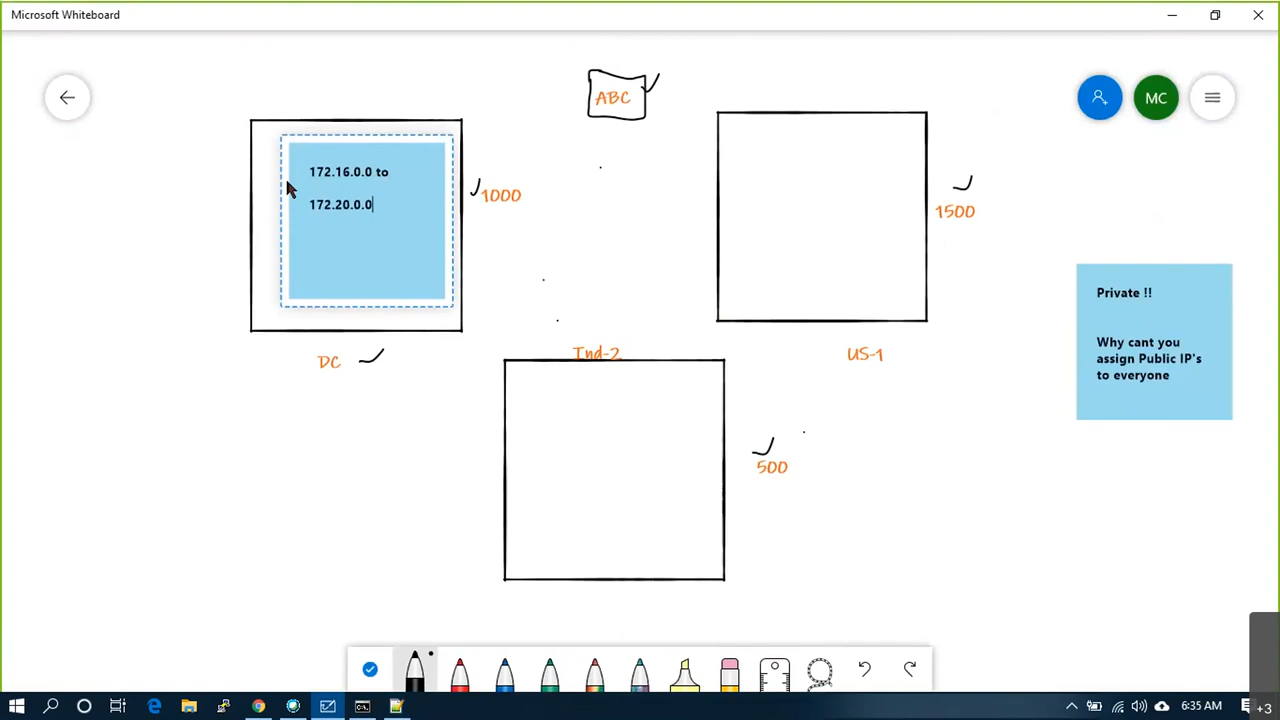 Microsoft Whiteboard
ABC
MC
172.16.0.0 to
172.20.0.0
1000
1500
Private !!
Why cant you
assign Public IP's
to everyone
DC
Ind-2
US-1
500
6:35 AM
+3